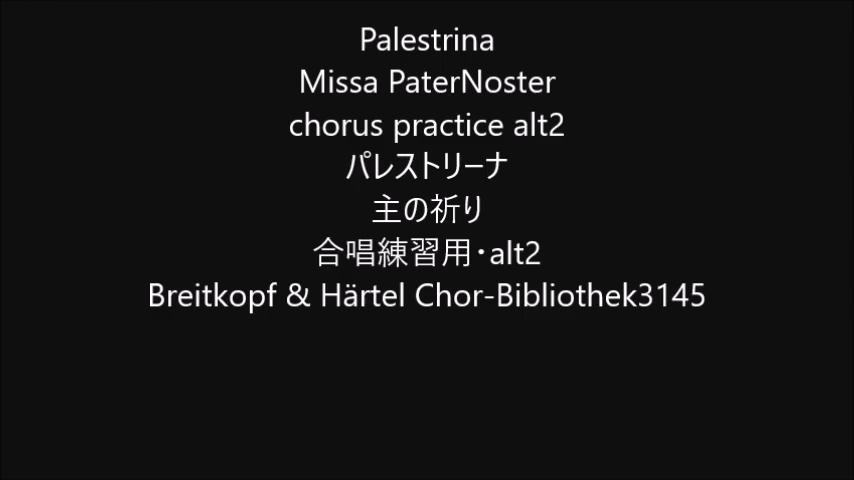 Palestrina
Missa PaterNoster
chorus practice alt2
パレストリーナ
主の祈り
合唱練習用・alt2
Breitkopf & Härtel Chor-Bibliothek3145